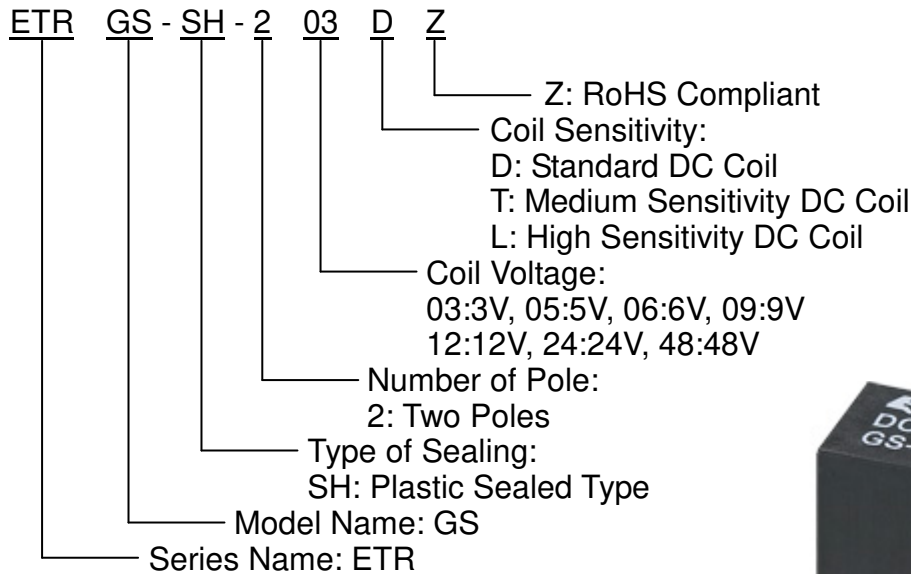 ETR GS - SH - 2 03 D Z
Z: RoHS Compliant
Coil Sensitivity:
D: Standard DC Coil
T: Medium Sensitivity DC Coil
L: High Sensitivity DC Coil
Coil Voltage:
03:3V, 05:5V, 06:6V, 09:9V
12:12V, 24:24V, 48:48V
Number of Pole:
2: Two Poles
Type of Sealing:
SH: Plastic Sealed Type
Model Name: GS
Series Name: ETR
DC
GS-